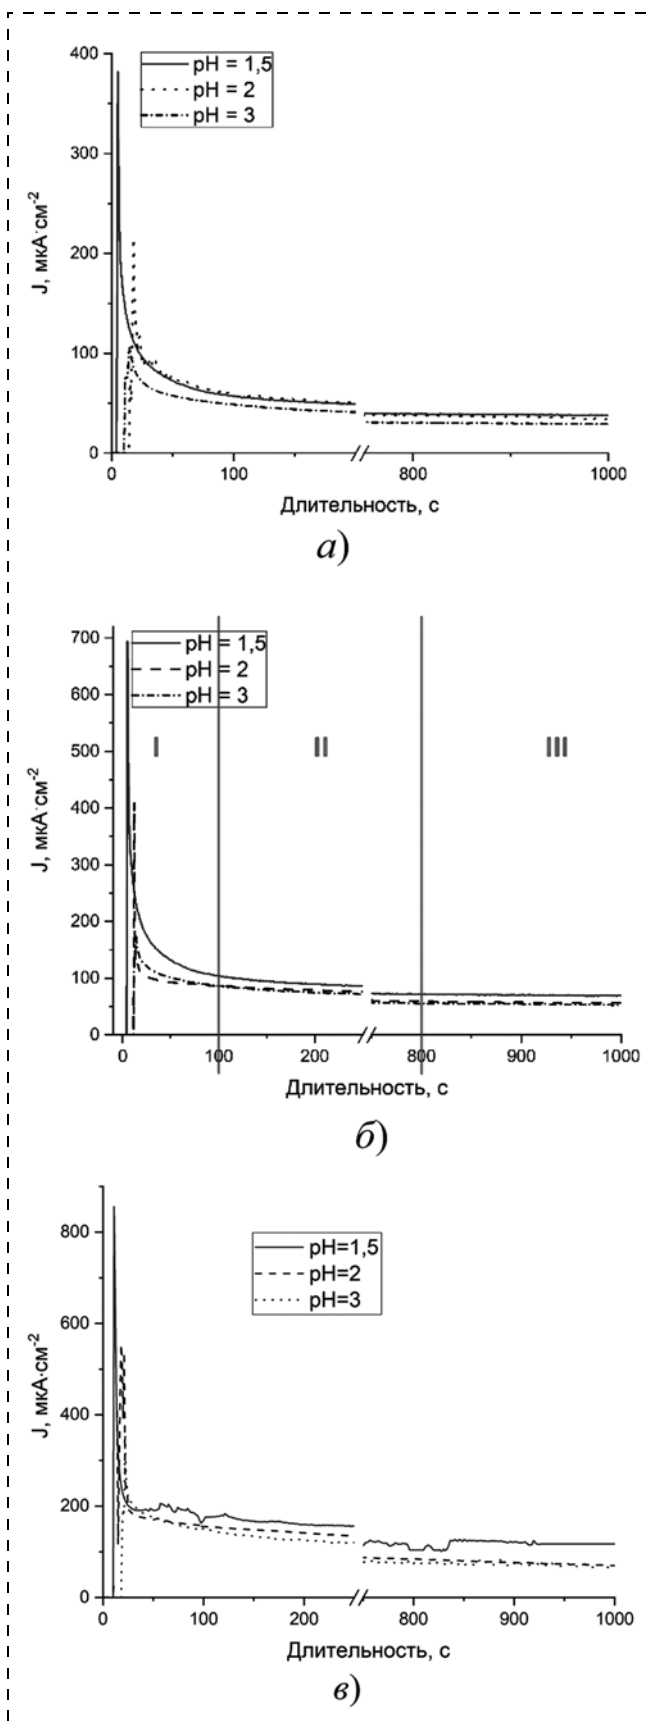 400
pH = 1,5
pH = 2
pH = 3
300
200
100
0
J, мкА·см-2
0
100
800
1000
Длительность, с
а)
700
pH = 1,5
pH = 2
pH = 3
600
500
I
II
III
400
300
200
100
0
J, мкА·см-2
0
100
200
800
900
1000
Длительность, с
б)
800
pH=1,5
pH=2
pH=3
600
400
200
0
J, мкА·см-2
0
100
200
800
900
1000
Длительность, с
в)